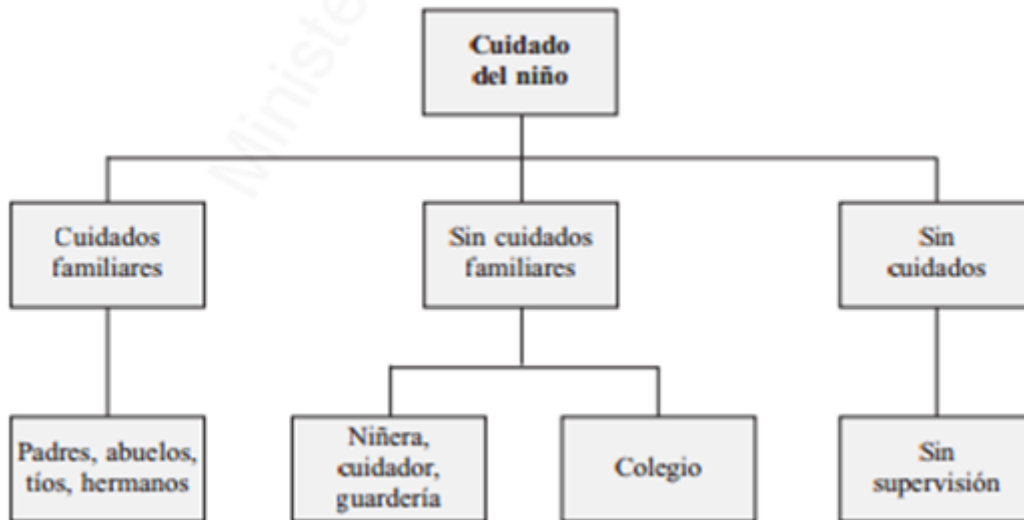 Cuidado
del niño
Cuidados
familiares
Sin cuidados
familiares
Sin
cuidados
Padres, abuelos,
tíos, hermanos
Niñera,
cuidador,
guardería
Colegio
Sin
supervisión
Ministe